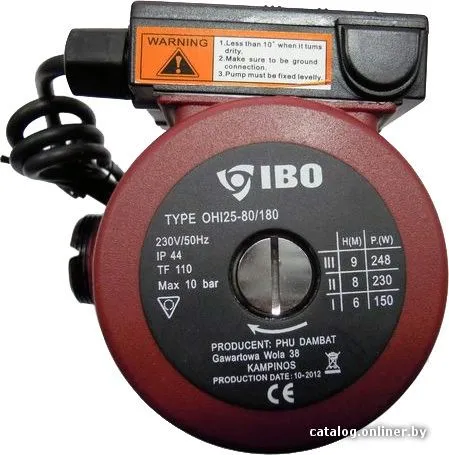 WARNING
1.Less than 10° when it turns
drity.
2.Make sure to be ground
connection.
3.Pump must be fixed levelly.
IBO
TYPE OHI25-80/180
230V/50Hz
IP 44
TF 110
Max 10 bar
H(M) P.(W)
III 9 248
II 8 230
I 6 150
PRODUCENT: PHU DAMBAT
Gawartowa Wola 38
KAMPINOS
PRODUCTION DATE: 10-2012
CE
catalog.onliner.by